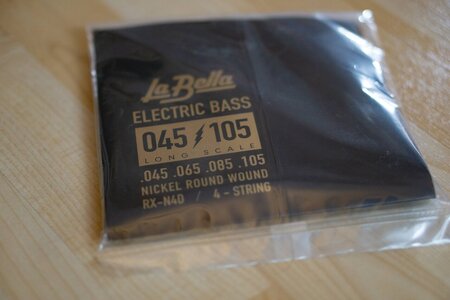 La Bella
ELECTRIC BASS
045 105
LONG SCALE
.045 .065 .085 .105
NICKEL ROUND WOUND
RX-N4D / 4-STRING